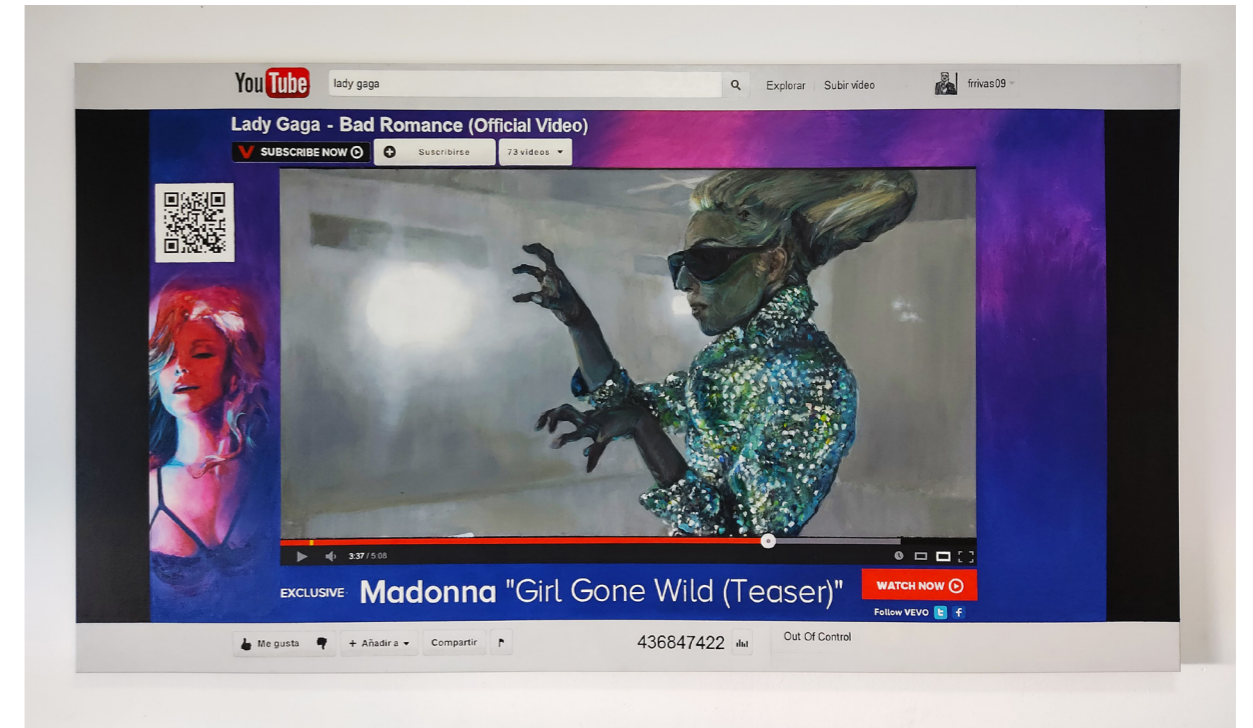 YouTube
lady gaga
Explorar
Subir vídeo
frrivas09
Lady Gaga - Bad Romance (Official Video)
SUBSCRIBE NOW
Suscribirse
73 videos
3:37 / 5:08
EXCLUSIVE
Madonna "Girl Gone Wild (Teaser)"
WATCH NOW
Follow VEVO
Me gusta
+ Añadir a
Compartir
436847422
Out Of Control